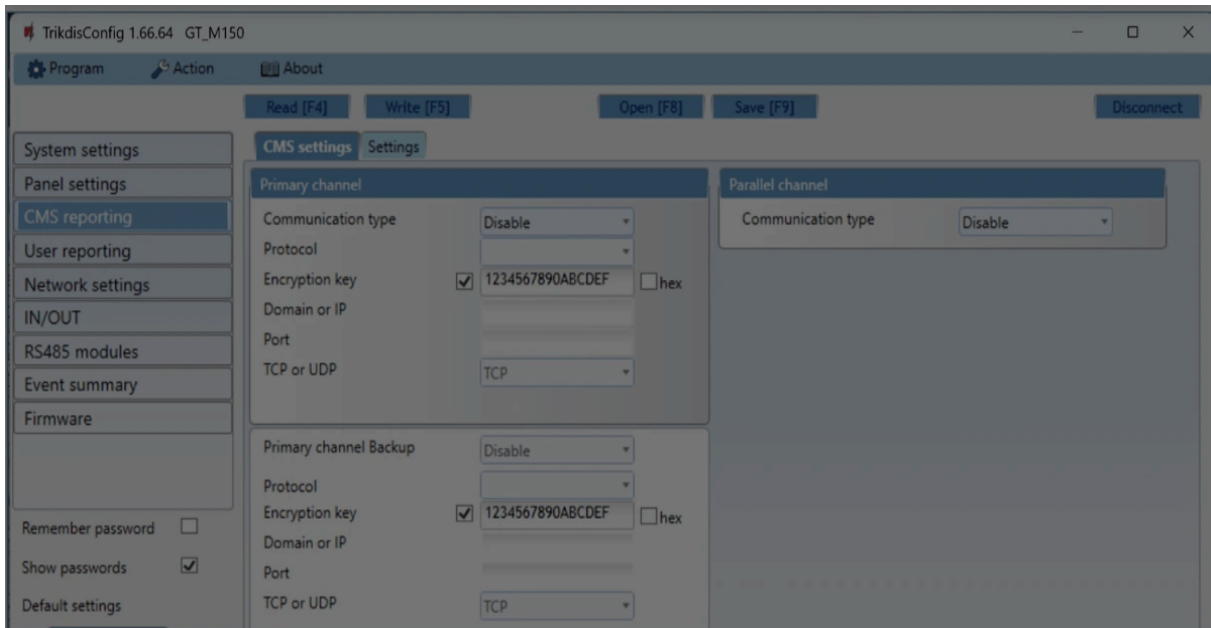 TrikdisConfig 1.66.64 GT_M150
Program Action About
Read [F4] Write [F5] Open [F8] Save [F9] Disconnect
System settings
Panel settings
CMS reporting
User reporting
Network settings
IN/OUT
RS485 modules
Event summary
Firmware
Remember password
Show passwords
Default settings
CMS settings Settings
Primary channel
Communication type Disable
Protocol
Encryption key 1234567890ABCDEF hex
Domain or IP
Port
TCP or UDP TCP
Primary channel Backup Disable
Protocol
Encryption key 1234567890ABCDEF hex
Domain or IP
Port
TCP or UDP TCP
Parallel channel
Communication type Disable